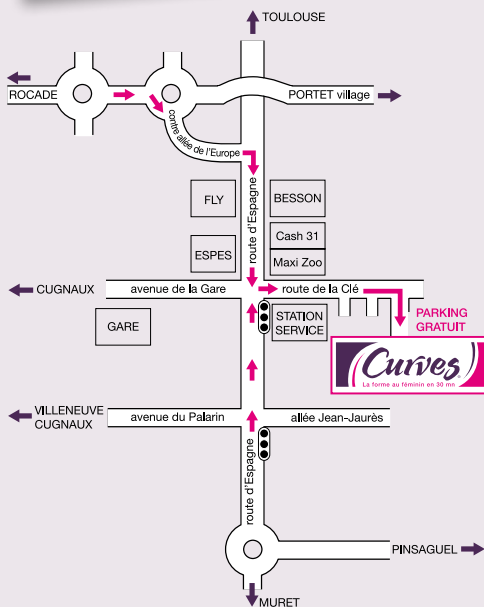 TOULOUSE
ROCADE
PORTET village
contre allée de l'Europe
FLY
route d'Espagne
BESSON
Cash 31
ESPES
Maxi Zoo
CUGNAUX
avenue de la Gare
route de la Clé
GARE
STATION
SERVICE
PARKING
GRATUIT
Curves
La forme au féminin en 30 mn
VILLENEUVE
CUGNAUX
avenue du Palarin
allée Jean-Jaurès
route d'Espagne
PINSAGUEL
MURET